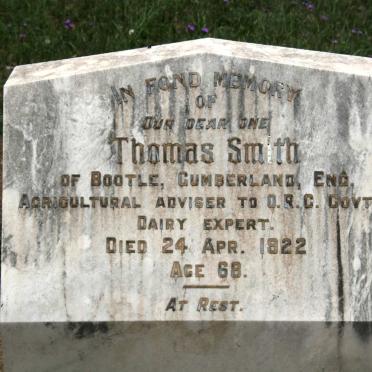 IN FOND MEMORY
OF
OUR DEAR ONE
Thomas Smith
OF BOOTLE, CUMBERLAND, ENG.
AGRICULTURAL ADVISER TO O.R.C. GOVT
DAIRY EXPERT.
DIED 24 APR. 1922
AGE 68.
AT REST.